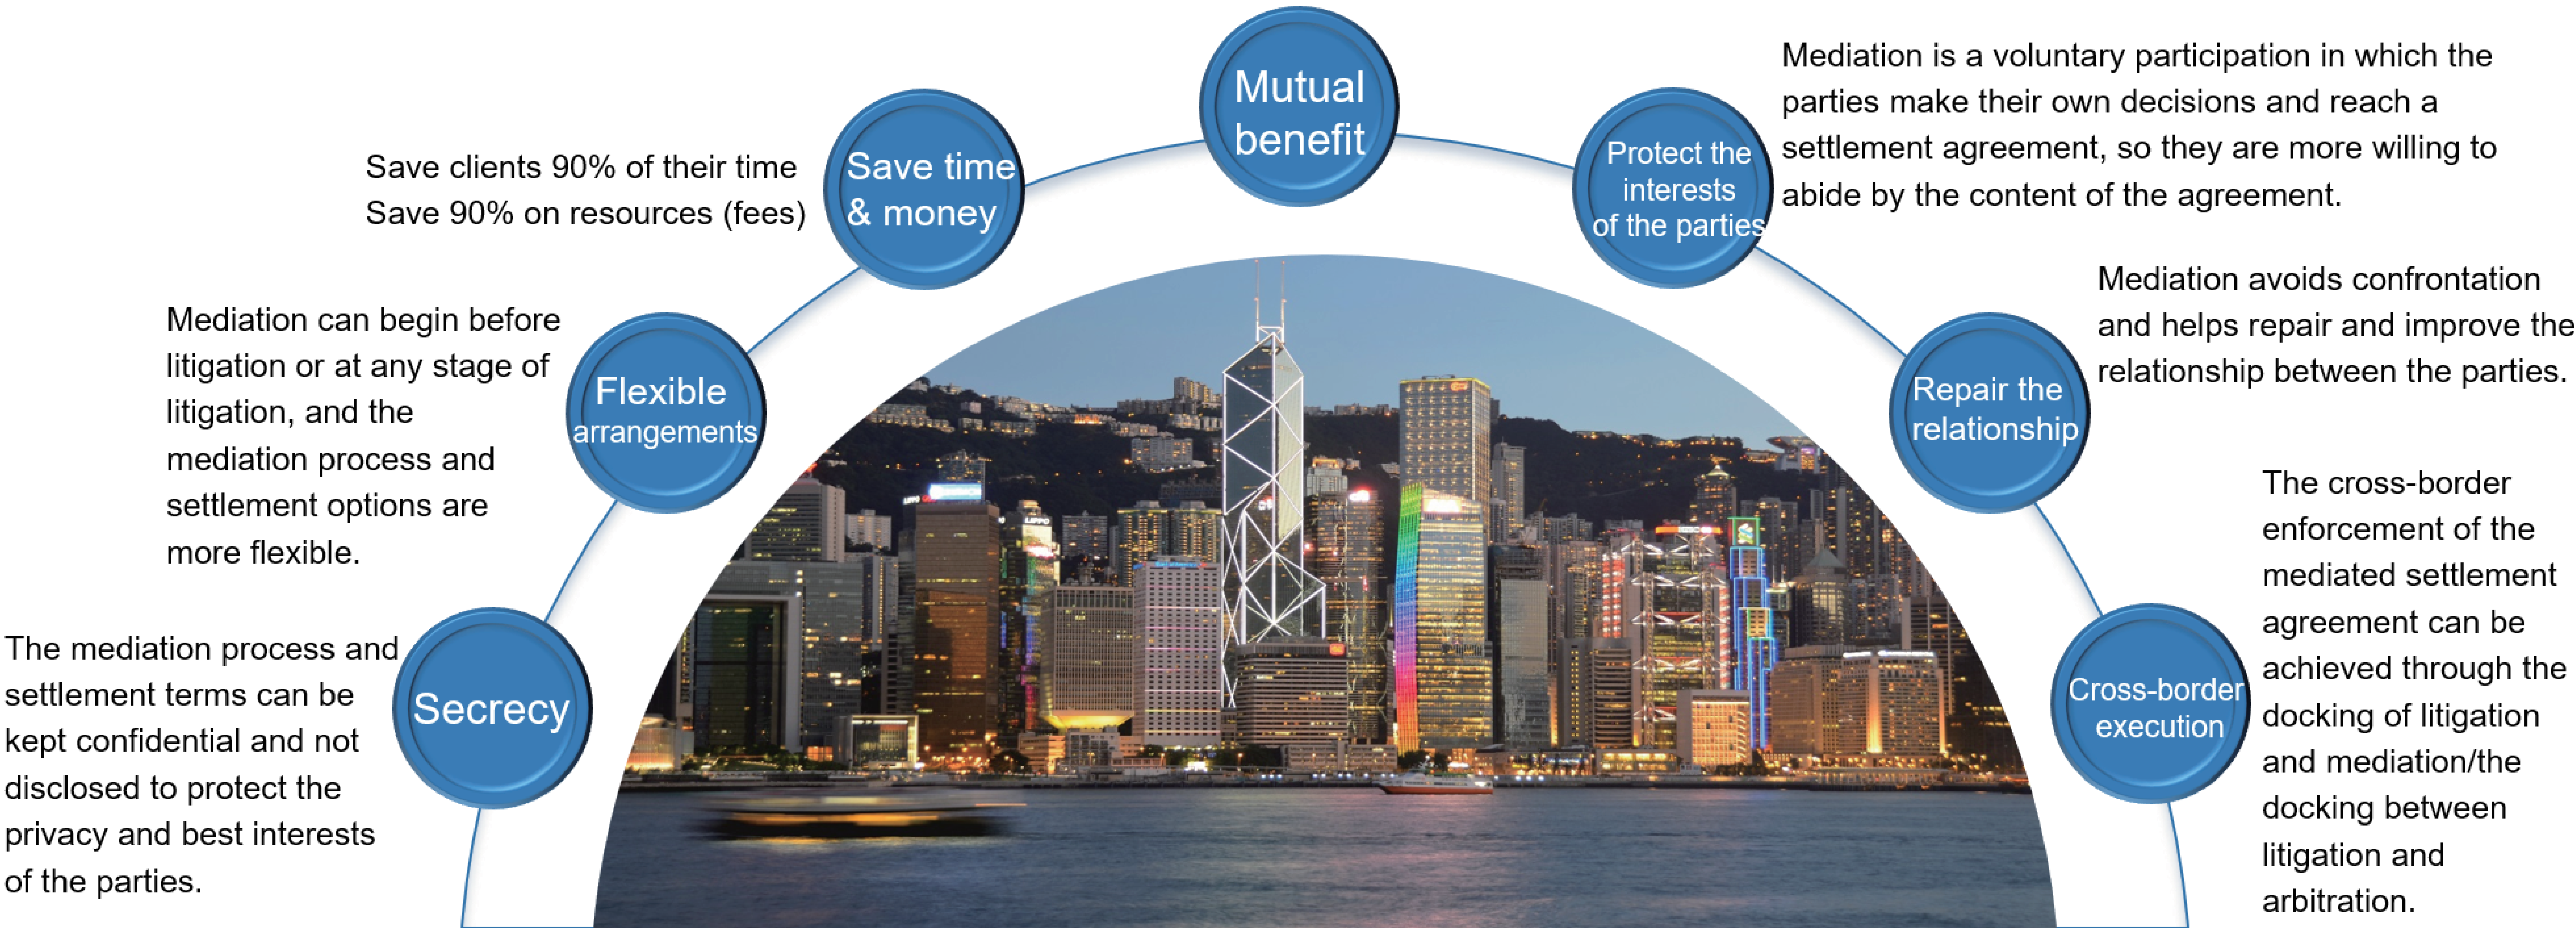 Mutual
benefit
Save clients 90% of their time
Save 90% on resources (fees)
Save time
& money
Protect the
interests
of the parties
Mediation is a voluntary participation in which the
parties make their own decisions and reach a
settlement agreement, so they are more willing to
abide by the content of the agreement.
Mediation can begin before
litigation or at any stage of
litigation, and the
mediation process and
settlement options are
more flexible.
Flexible
arrangements
Repair the
relationship
Mediation avoids confrontation
and helps repair and improve the
relationship between the parties.
The mediation process and
settlement terms can be
kept confidential and not
disclosed to protect the
privacy and best interests
of the parties.
Secrecy
Cross-border
execution
The cross-border
enforcement of the
mediated settlement
agreement can be
achieved through the
docking of litigation
and mediation/the
docking between
litigation and
arbitration.
LIPPO
LIPPO